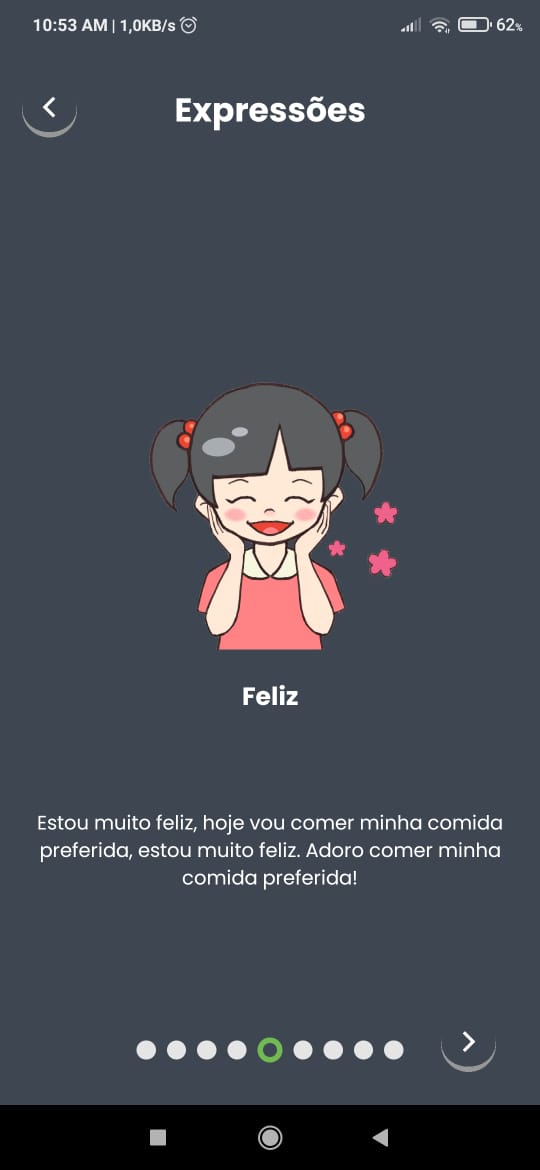 10:53 AM | 1,0KB/s
62%
Expressões
Feliz
Estou muito feliz, hoje vou comer minha comida
preferida, estou muito feliz. Adoro comer minha
comida preferida!